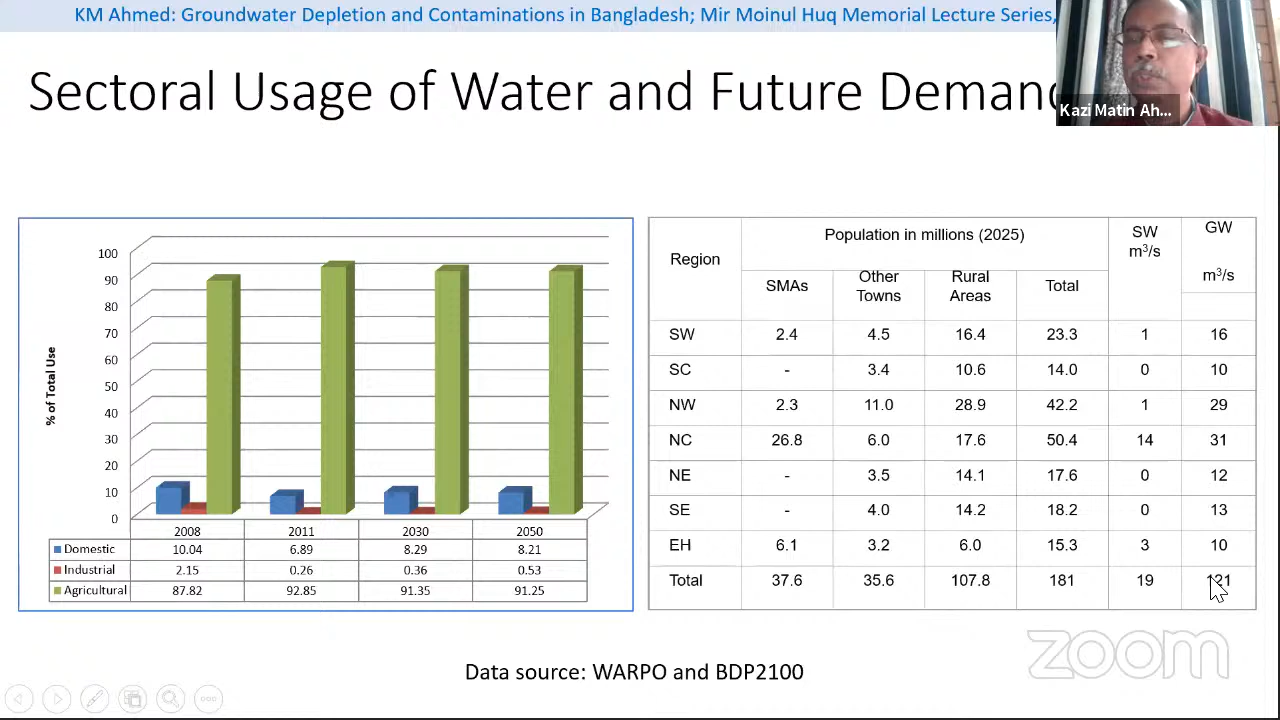 KM Ahmed: Groundwater Depletion and Contaminations in Bangladesh; Mir Moinul Huq Memorial Lecture Series,
Sectoral Usage of Water and Future Deman
Kazi Matin Ah...
% of Total Use
100
90
80
70
60
50
40
30
20
10
0
2008 2011 2030 2050
Domestic 10.04 6.89 8.29 8.21
Industrial 2.15 0.26 0.36 0.53
Agricultural 87.82 92.85 91.35 91.25
Region Population in millions (2025) SW m³/s GW m³/s
SMAs Other Towns Rural Areas Total
SW 2.4 4.5 16.4 23.3 1 16
SC - 3.4 10.6 14.0 0 10
NW 2.3 11.0 28.9 42.2 1 29
NC 26.8 6.0 17.6 50.4 14 31
NE - 3.5 14.1 17.6 0 12
SE - 4.0 14.2 18.2 0 13
EH 6.1 3.2 6.0 15.3 3 10
Total 37.6 35.6 107.8 181 19 121
Data source: WARPO and BDP2100
zoom